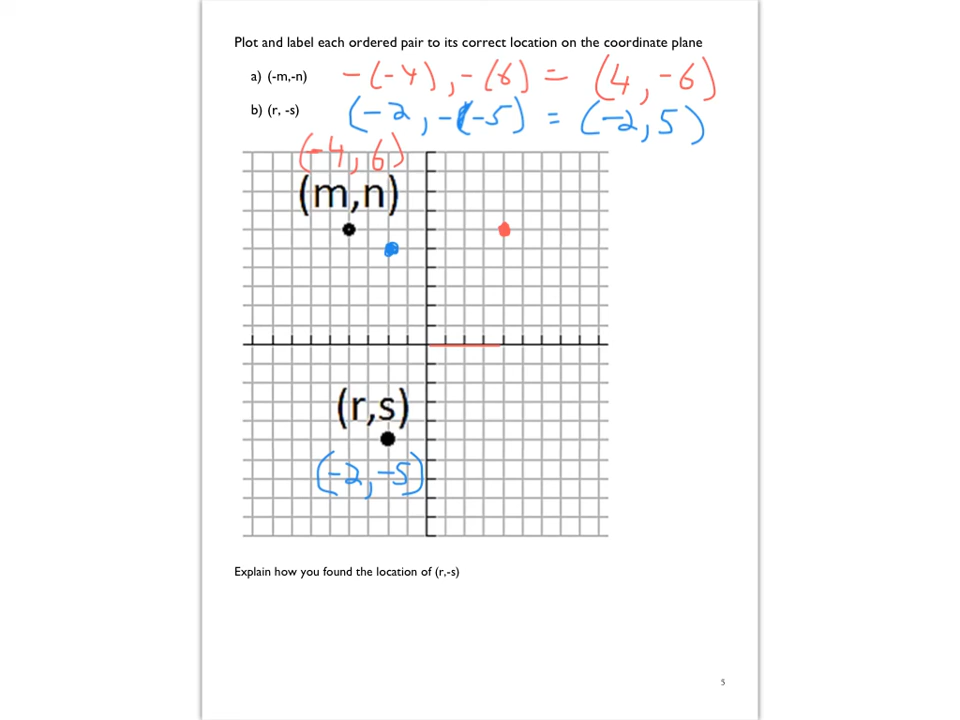 Plot and label each ordered pair to its correct location on the coordinate plane
a) (-m,-n) -(-4), -(6) = (4, -6)
b) (r, -s) (-2, -(-5) = (-2, 5)
(-4, 6)
(m,n)
(r,s)
(-2, -5)
Explain how you found the location of (r,-s)
5